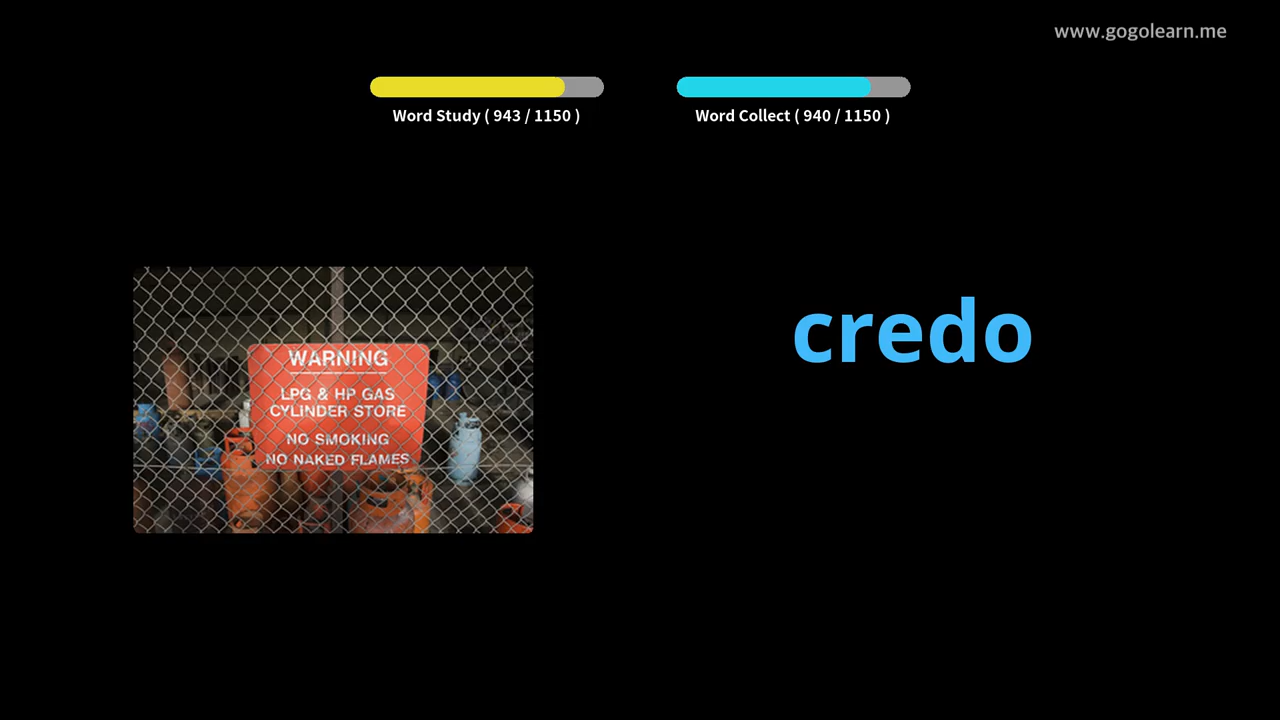 www.gogolearn.me
Word Study ( 943 / 1150 )
Word Collect ( 940 / 1150 )
WARNING
LPG & HP GAS
CYLINDER STORE
NO SMOKING
NO NAKED FLAMES
credo